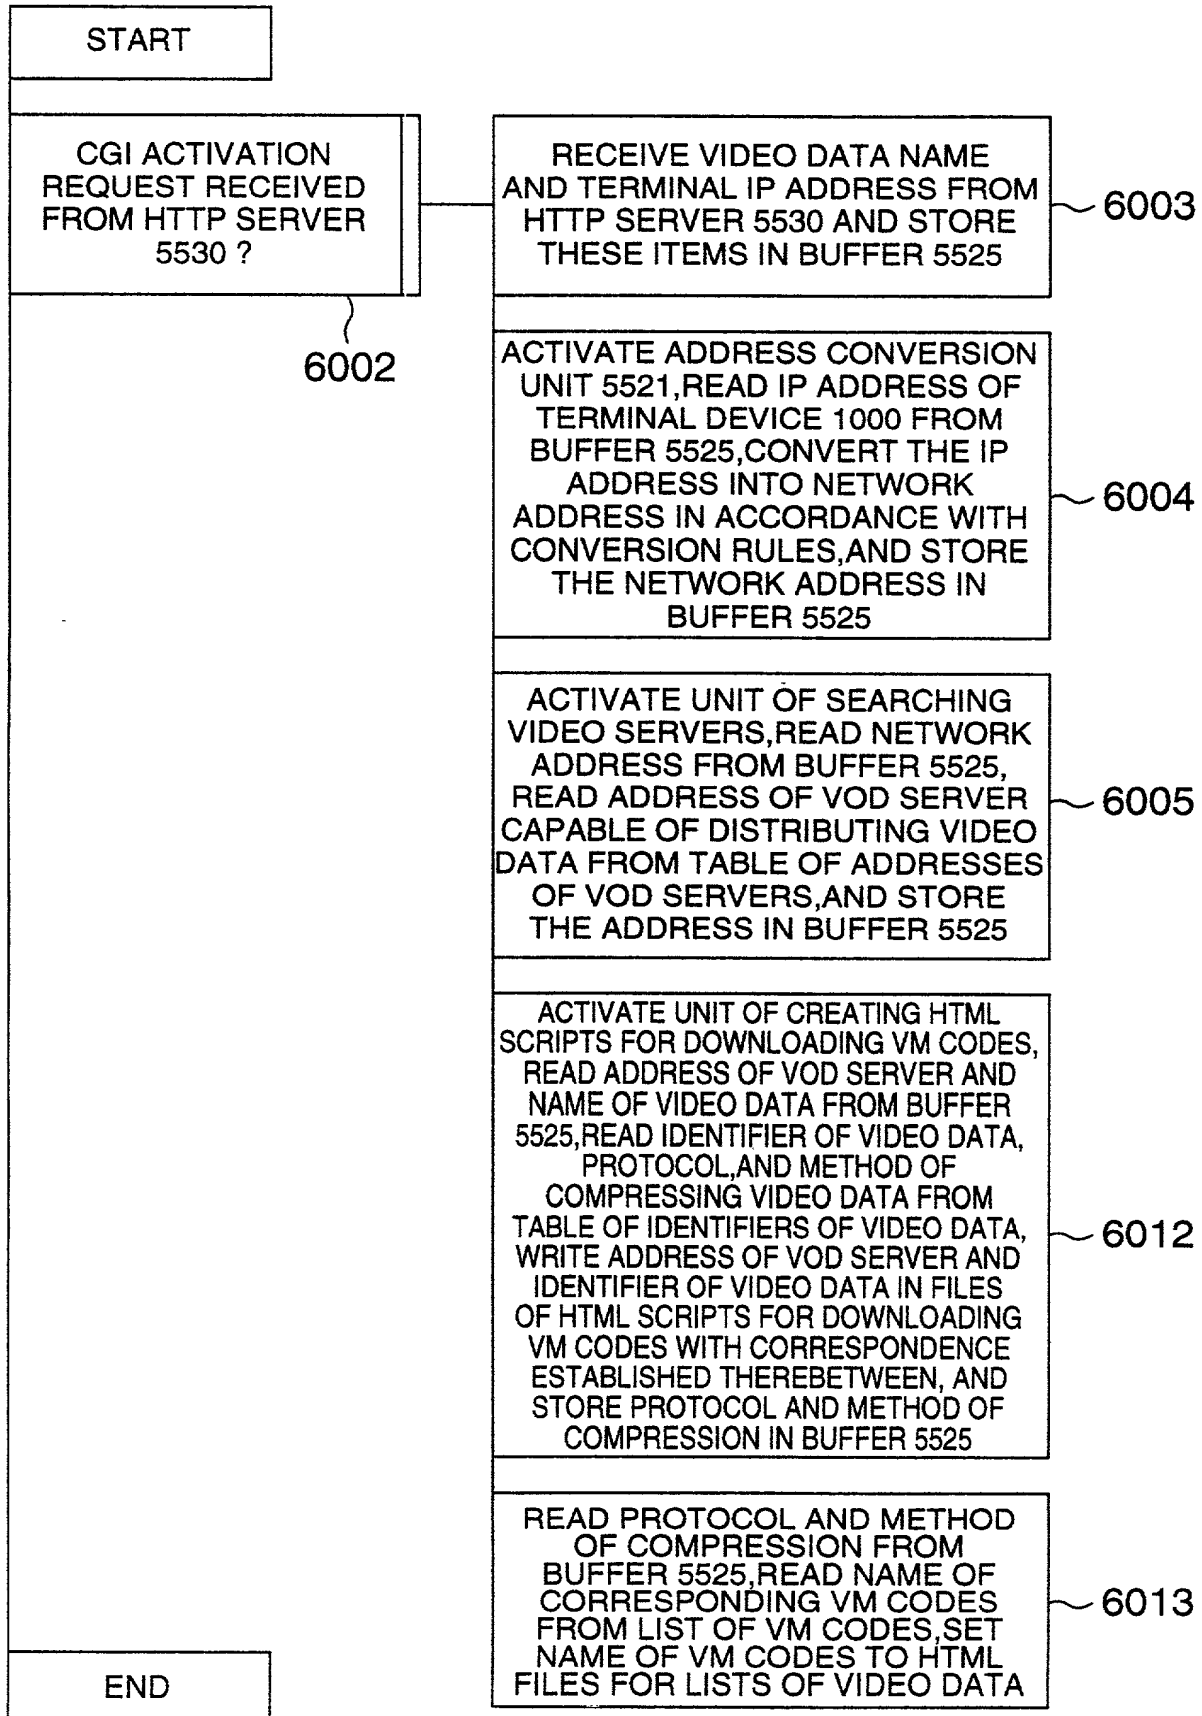 START
CGI ACTIVATION
REQUEST RECEIVED
FROM HTTP SERVER
5530 ?
6002
RECEIVE VIDEO DATA NAME
AND TERMINAL IP ADDRESS FROM
HTTP SERVER 5530 AND STORE
THESE ITEMS IN BUFFER 5525
6003
ACTIVATE ADDRESS CONVERSION
UNIT 5521,READ IP ADDRESS OF
TERMINAL DEVICE 1000 FROM
BUFFER 5525,CONVERT THE IP
ADDRESS INTO NETWORK
ADDRESS IN ACCORDANCE WITH
CONVERSION RULES,AND STORE
THE NETWORK ADDRESS IN
BUFFER 5525
6004
ACTIVATE UNIT OF SEARCHING
VIDEO SERVERS,READ NETWORK
ADDRESS FROM BUFFER 5525,
READ ADDRESS OF VOD SERVER
CAPABLE OF DISTRIBUTING VIDEO
DATA FROM TABLE OF ADDRESSES
OF VOD SERVERS,AND STORE
THE ADDRESS IN BUFFER 5525
6005
ACTIVATE UNIT OF CREATING HTML
SCRIPTS FOR DOWNLOADING VM CODES,
READ ADDRESS OF VOD SERVER AND
NAME OF VIDEO DATA FROM BUFFER
5525,READ IDENTIFIER OF VIDEO DATA,
PROTOCOL,AND METHOD OF
COMPRESSING VIDEO DATA FROM
TABLE OF IDENTIFIERS OF VIDEO DATA,
WRITE ADDRESS OF VOD SERVER AND
IDENTIFIER OF VIDEO DATA IN FILES
OF HTML SCRIPTS FOR DOWNLOADING
VM CODES WITH CORRESPONDENCE
ESTABLISHED THEREBETWEEN, AND
STORE PROTOCOL AND METHOD OF
COMPRESSION IN BUFFER 5525
6012
READ PROTOCOL AND METHOD
OF COMPRESSION FROM
BUFFER 5525,READ NAME OF
CORRESPONDING VM CODES
FROM LIST OF VM CODES,SET
NAME OF VM CODES TO HTML
FILES FOR LISTS OF VIDEO DATA
6013
END